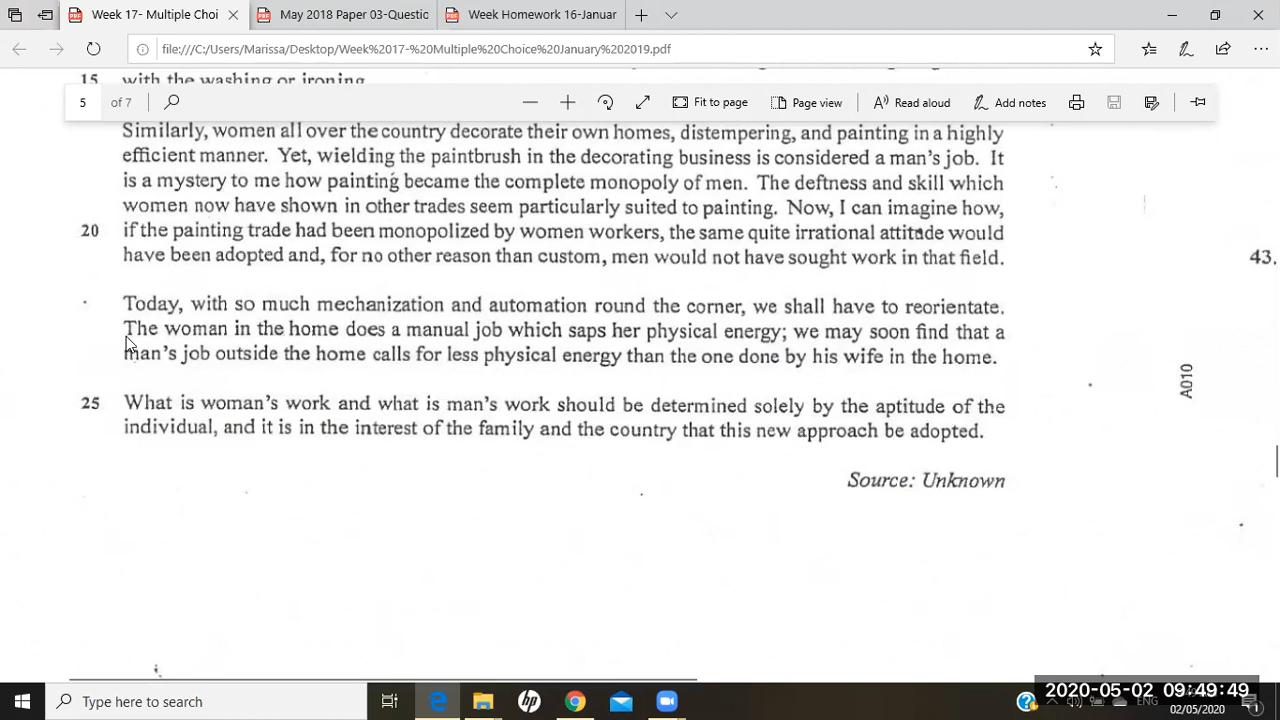 Week 17- Multiple Choi
May 2018 Paper 03-Questio
Week Homework 16-Januar
file:///C:/Users/Marissa/Desktop/Week%2017-%20Multiple%20Choice%20January%202019.pdf
15 with the washing or ironing.
5 of 7
Fit to page
Page view
Read aloud
Add notes
Similarly, women all over the country decorate their own homes, distempering, and painting in a highly
efficient manner. Yet, wielding the paintbrush in the decorating business is considered a man's job. It
is a mystery to me how painting became the complete monopoly of men. The deftness and skill which
women now have shown in other trades seem particularly suited to painting. Now, I can imagine how,
20 if the painting trade had been monopolized by women workers, the same quite irrational attitude would
have been adopted and, for no other reason than custom, men would not have sought work in that field.
43.
Today, with so much mechanization and automation round the corner, we shall have to reorientate.
The woman in the home does a manual job which saps her physical energy; we may soon find that a
man's job outside the home calls for less physical energy than the one done by his wife in the home.
A010
25 What is woman's work and what is man's work should be determined solely by the aptitude of the
individual, and it is in the interest of the family and the country that this new approach be adopted.
Source: Unknown
Type here to search
ENG
2020-05-02 09:49:49
02/05/2020